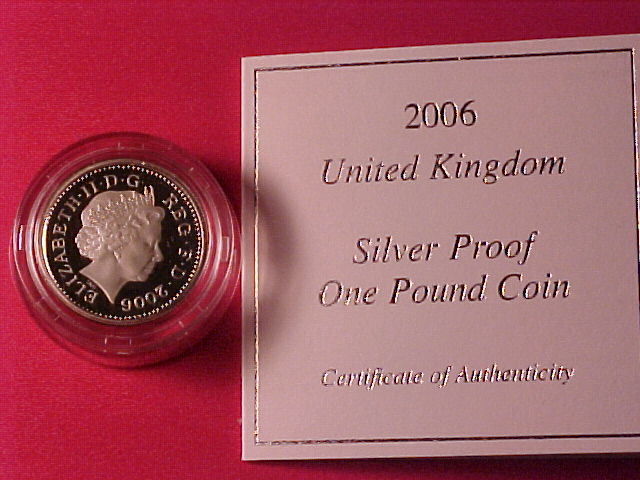 ELIZABETH·II·D·G REG·F·D· 2006
2006
United Kingdom
Silver Proof
One Pound Coin
Certificate of Authenticity